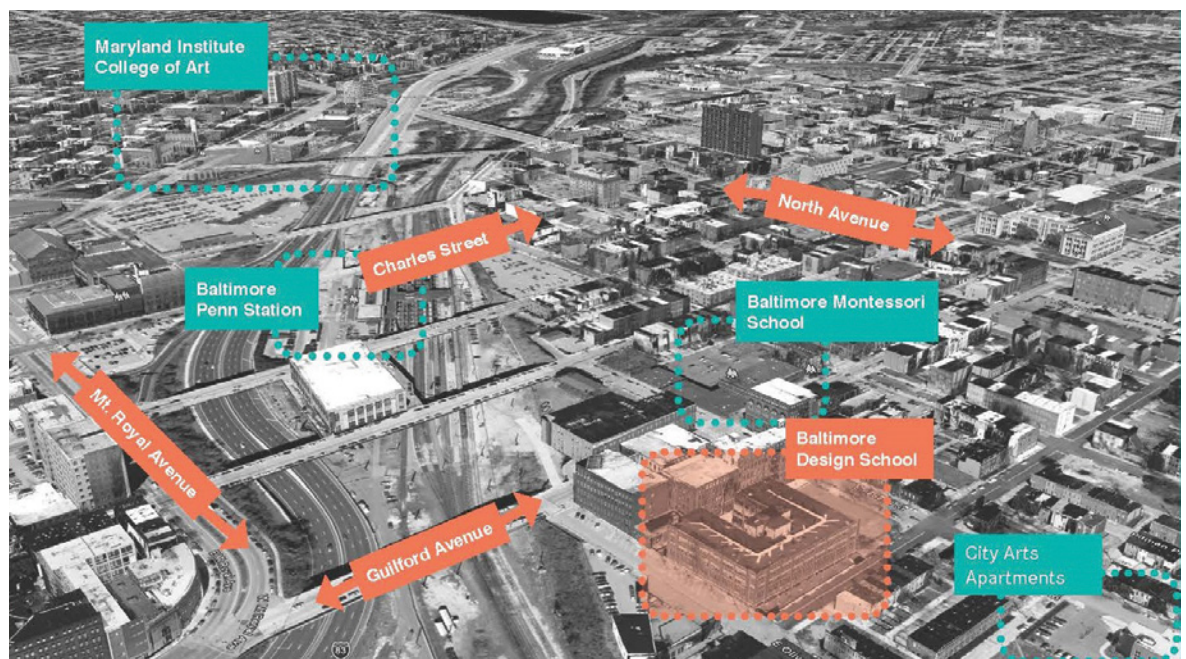 Maryland Institute
College of Art
North Avenue
Charles Street
Baltimore
Penn Station
Baltimore Montessori
School
Mt. Royal Avenue
Baltimore
Design School
Guilford Avenue
City Arts
Apartments
83